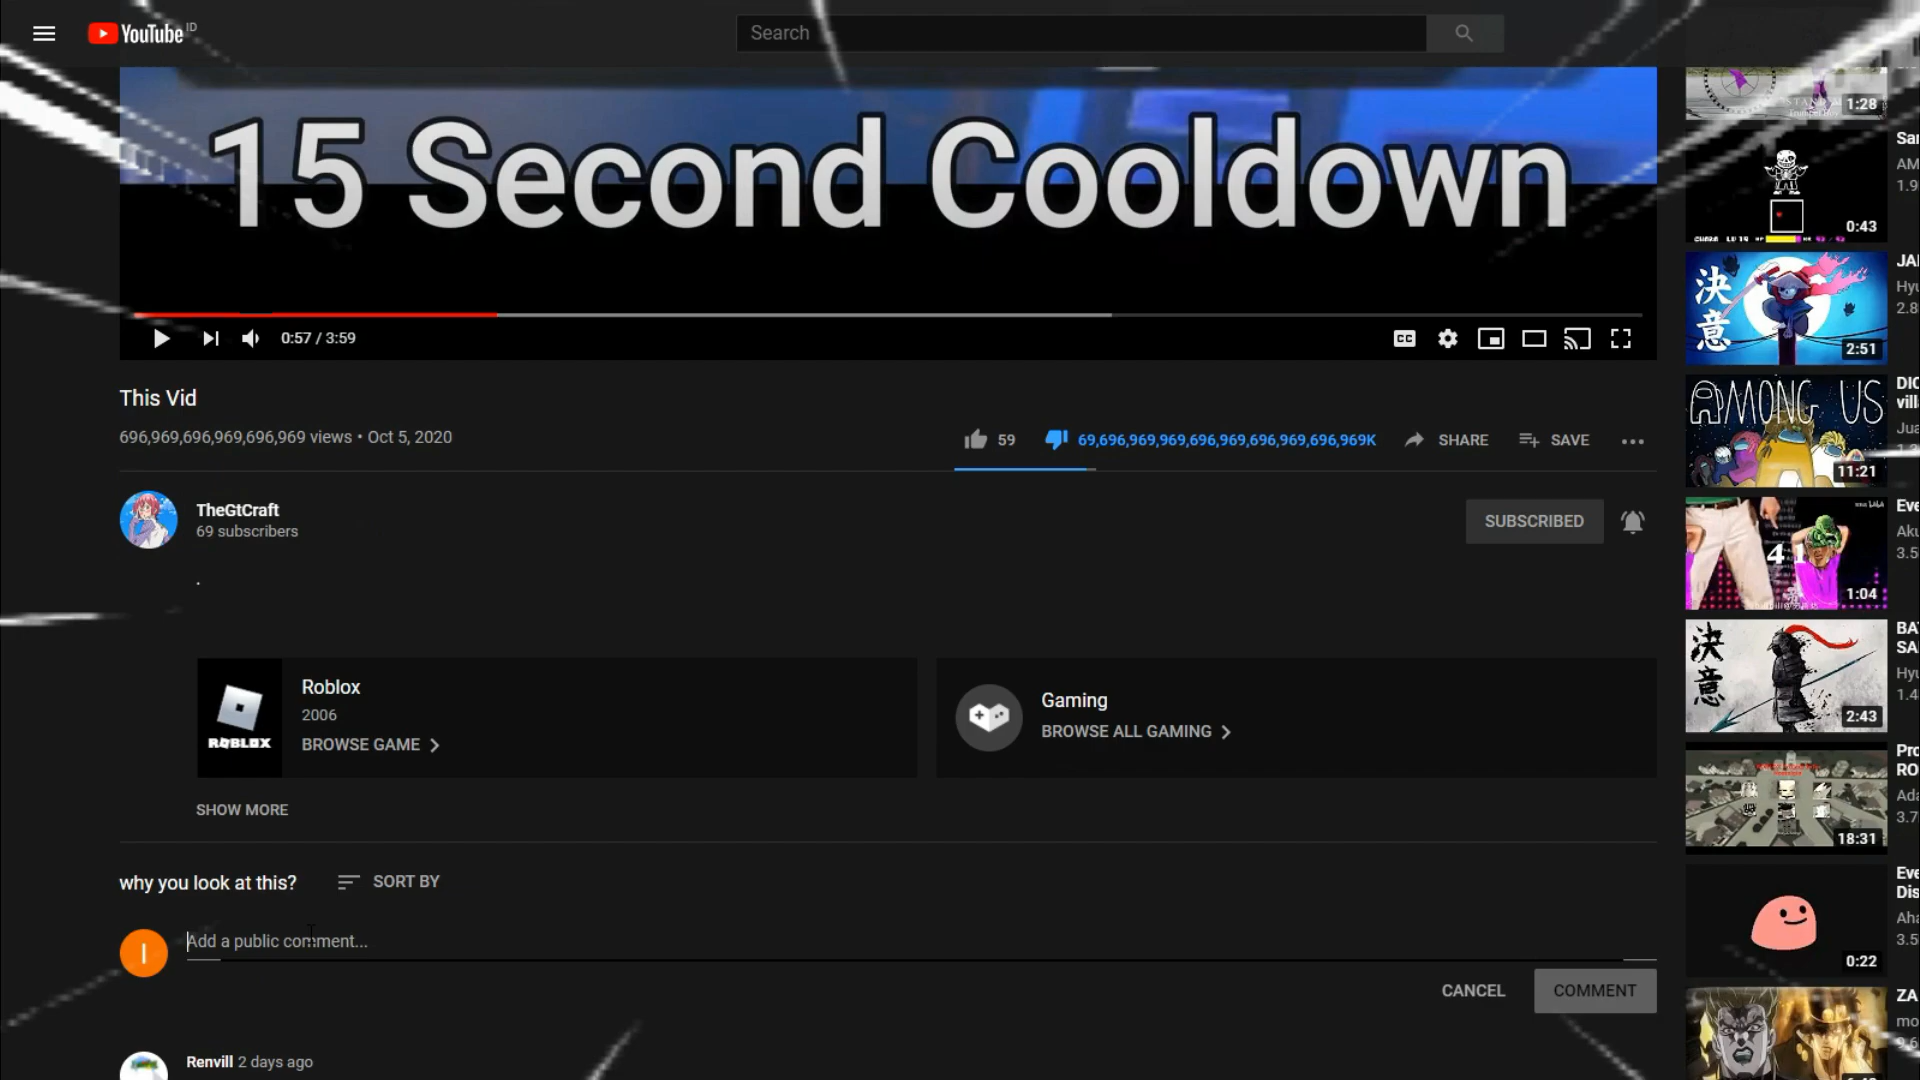 YouTube ID
Search
15 Second Cooldown
0:57 / 3:59
CC
This Vid
696,969,696,969,696,969 views • Oct 5, 2020
59
69,696,969,969,696,969,696,969,696,969K
SHARE
SAVE
TheGtCraft
69 subscribers
SUBSCRIBED
.
ROBLOX
Roblox
2006
BROWSE GAME
Gaming
BROWSE ALL GAMING
SHOW MORE
why you look at this?
SORT BY
I
Add a public comment...
CANCEL
COMMENT
Renvill 2 days ago
1:28
0:43
決意
2:51
AMONG US
11:21
41
1:04
決意
2:43
18:31
0:22